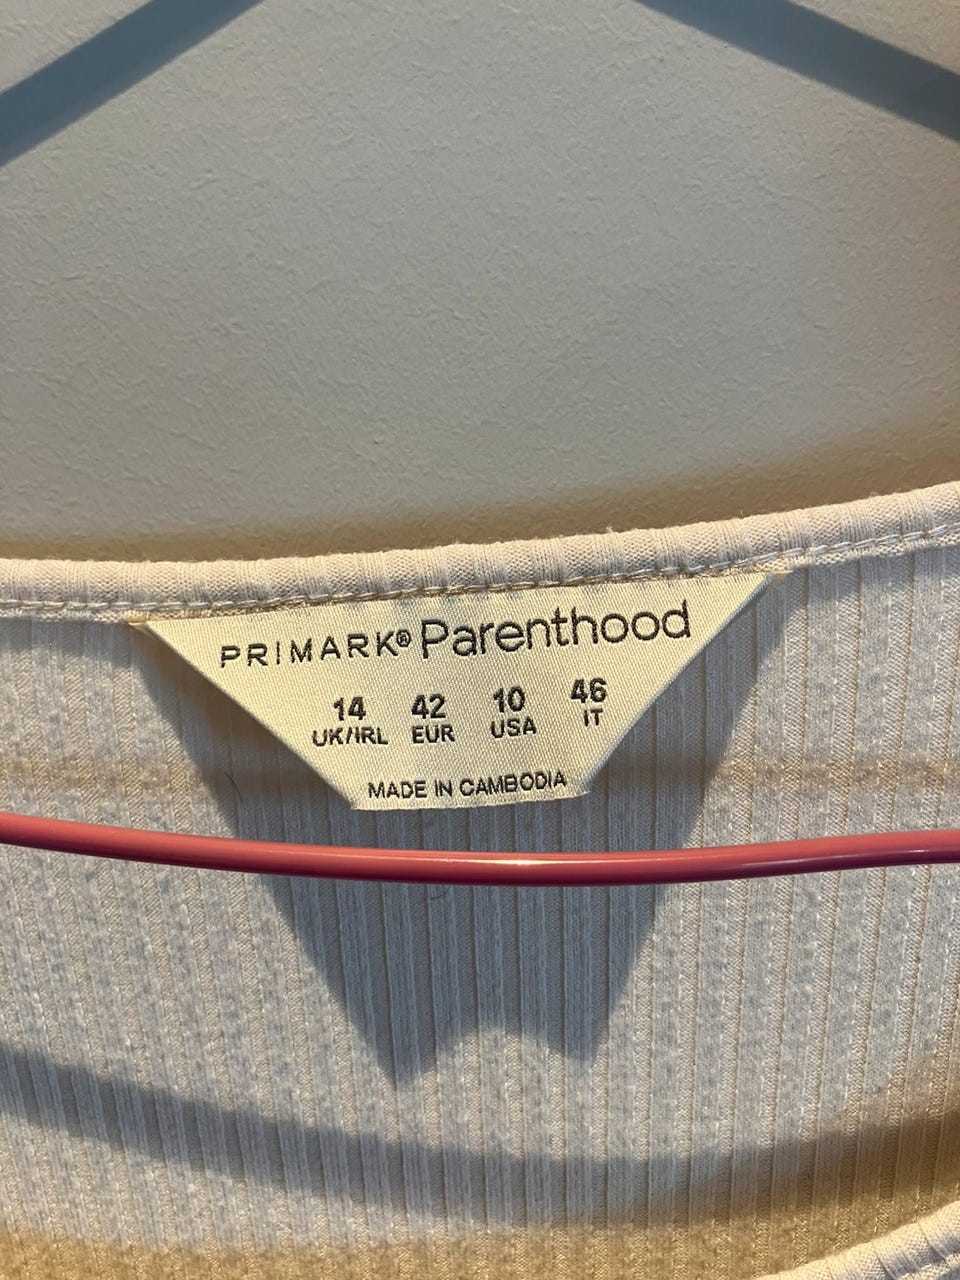 PRIMARK® Parenthood
14 42 10 46
UK/IRL EUR USA IT
MADE IN CAMBODIA